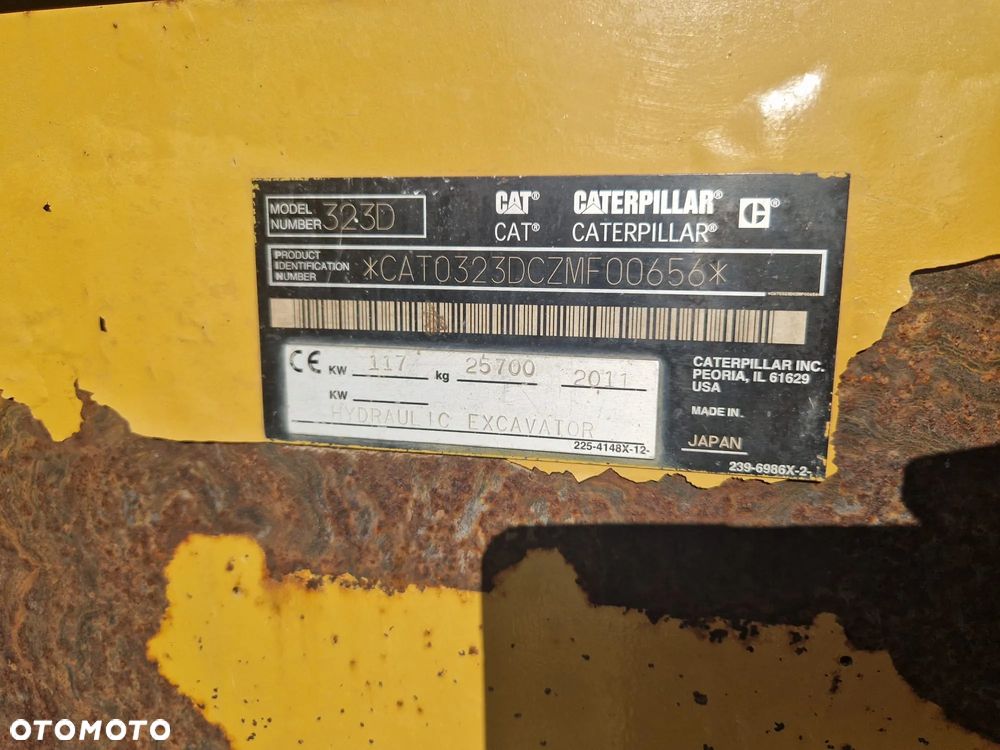 MODEL NUMBER 323D
CAT® CATERPILLAR® C®
CAT® CATERPILLAR®
PRODUCT IDENTIFICATION NUMBER *CAT0323DCZMF00656*
CE KW 117 kg 25700 2011
KW
HYDRAULIC EXCAVATOR
225-4148X-12-
CATERPILLAR INC.
PEORIA, IL 61629
USA
MADE IN
JAPAN
239-6986X-2-
OTOMOTO